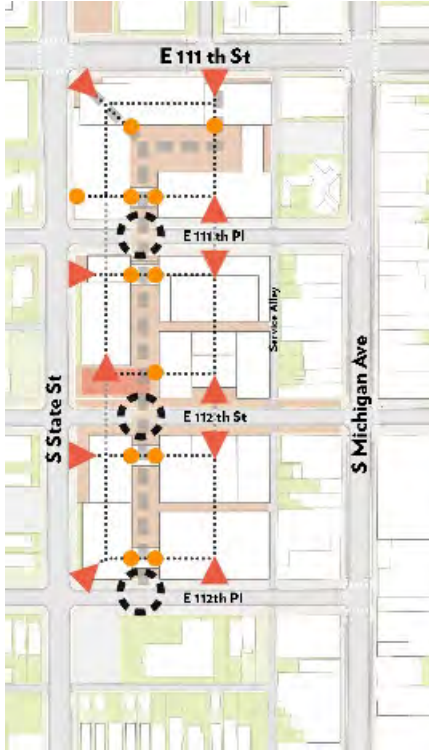 E 111 th St
E 111 th Pl
Service Alley
E 112 th St
S State St
S Michigan Ave
E 112th Pl